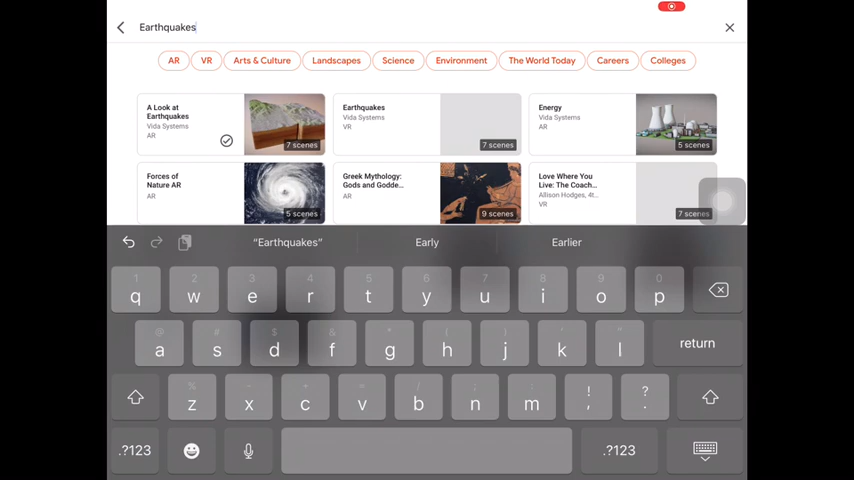 Earthquakes
AR VR Arts & Culture Landscapes Science Environment The World Today Careers Colleges
A Look at
Earthquakes
Vida Systems
AR
7 scenes
Earthquakes
Vida Systems
VR
7 scenes
Energy
Vida Systems
AR
5 scenes
Forces of
Nature AR
AR
5 scenes
Greek Mythology:
Gods and Godde...
AR
9 scenes
Love Where You
Live: The Coach...
Allison Hodges, 4t...
VR
7 scenes
“Earthquakes” Early Earlier
1 2 3 4 5 6 7 8 9 0
q w e r t y u i o p
@ # $ & * ( ) ' "
a s d f g h j k l return
% - + = / ; : ! ?
z x c v b n m , .
.?123 .?123